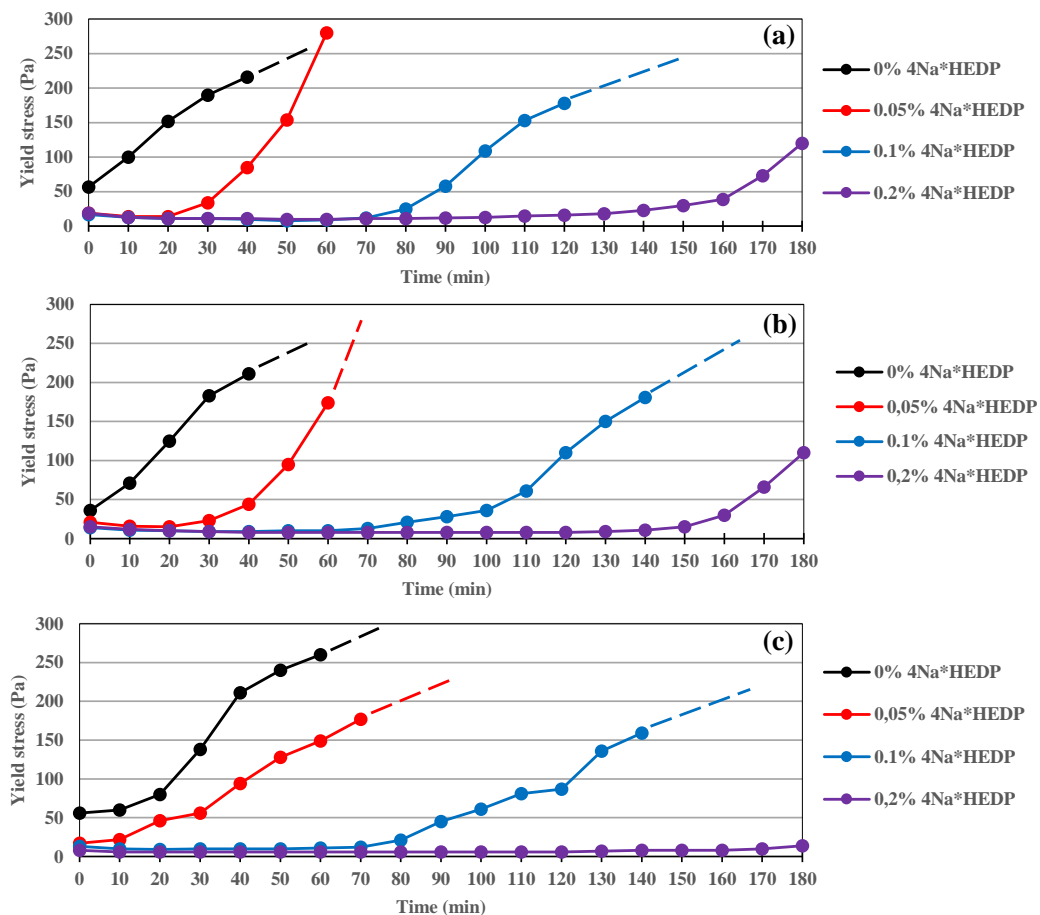 (a)
Yield stress (Pa)
300
250
200
150
100
50
0
0 10 20 30 40 50 60 70 80 90 100 110 120 130 140 150 160 170 180
Time (min)
0% 4Na*HEDP
0.05% 4Na*HEDP
0.1% 4Na*HEDP
0.2% 4Na*HEDP
(b)
Yield stress (Pa)
300
250
200
150
100
50
0
0 10 20 30 40 50 60 70 80 90 100 110 120 130 140 150 160 170 180
Time (min)
0% 4Na*HEDP
0,05% 4Na*HEDP
0.1% 4Na*HEDP
0,2% 4Na*HEDP
(c)
Yield stress (Pa)
300
250
200
150
100
50
0
0 10 20 30 40 50 60 70 80 90 100 110 120 130 140 150 160 170 180
Time (min)
0% 4Na*HEDP
0,05% 4Na*HEDP
0.1% 4Na*HEDP
0,2% 4Na*HEDP